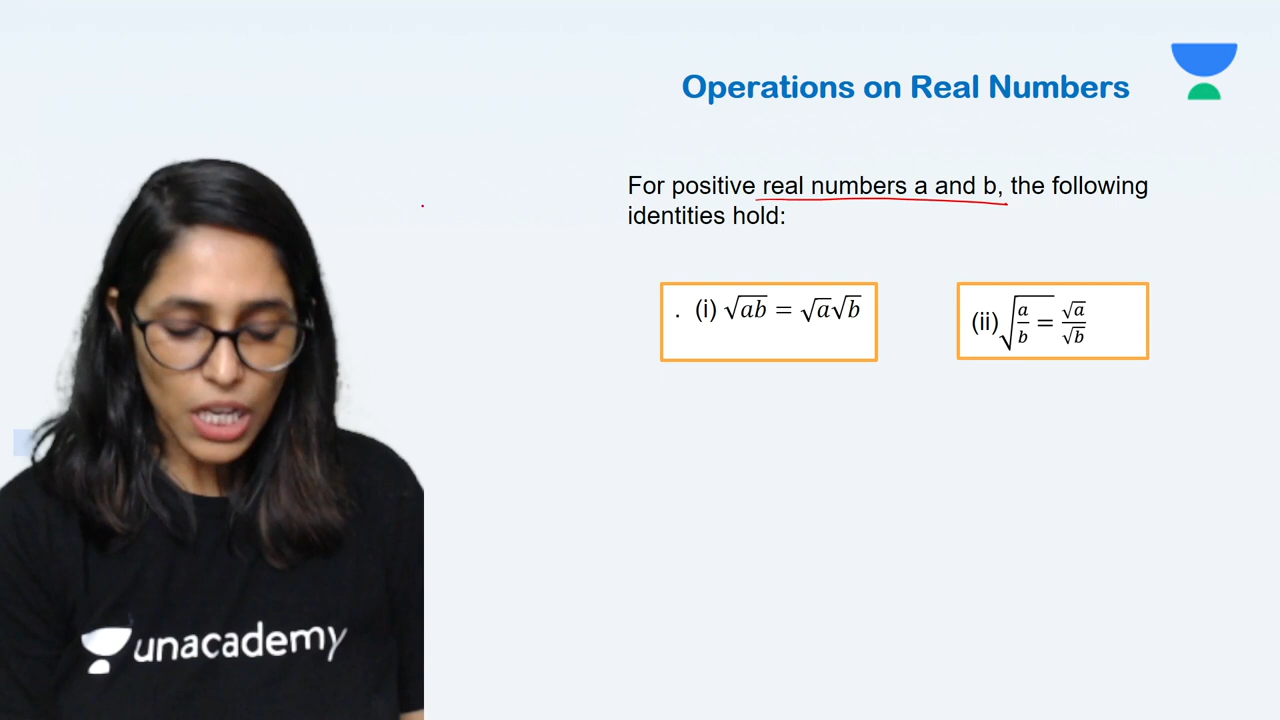 Operations on Real Numbers
For positive real numbers a and b, the following
identities hold:
. (i) √ab = √a√b
(ii) √(a/b) = √a/√b
unacademy